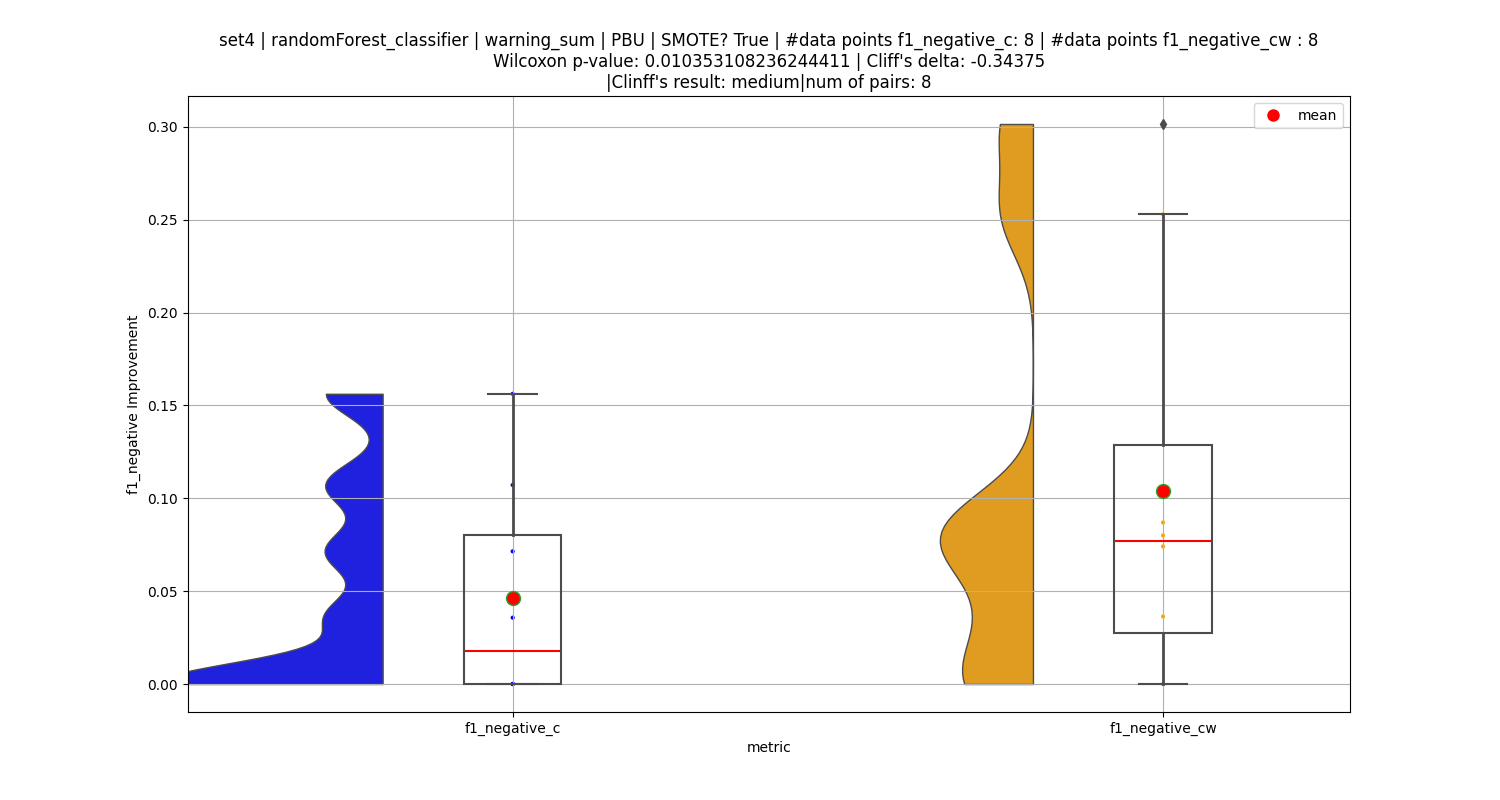 set4 | randomForest_classifier | warning_sum | PBU | SMOTE? True | #data points f1_negative_c: 8 | #data points f1_negative_cw : 8
Wilcoxon p-value: 0.010353108236244411 | Cliff's delta: -0.34375
|Clinff's result: medium|num of pairs: 8
mean
f1_negative Improvement
0.30
0.25
0.20
0.15
0.10
0.05
0.00
f1_negative_c
f1_negative_cw
metric